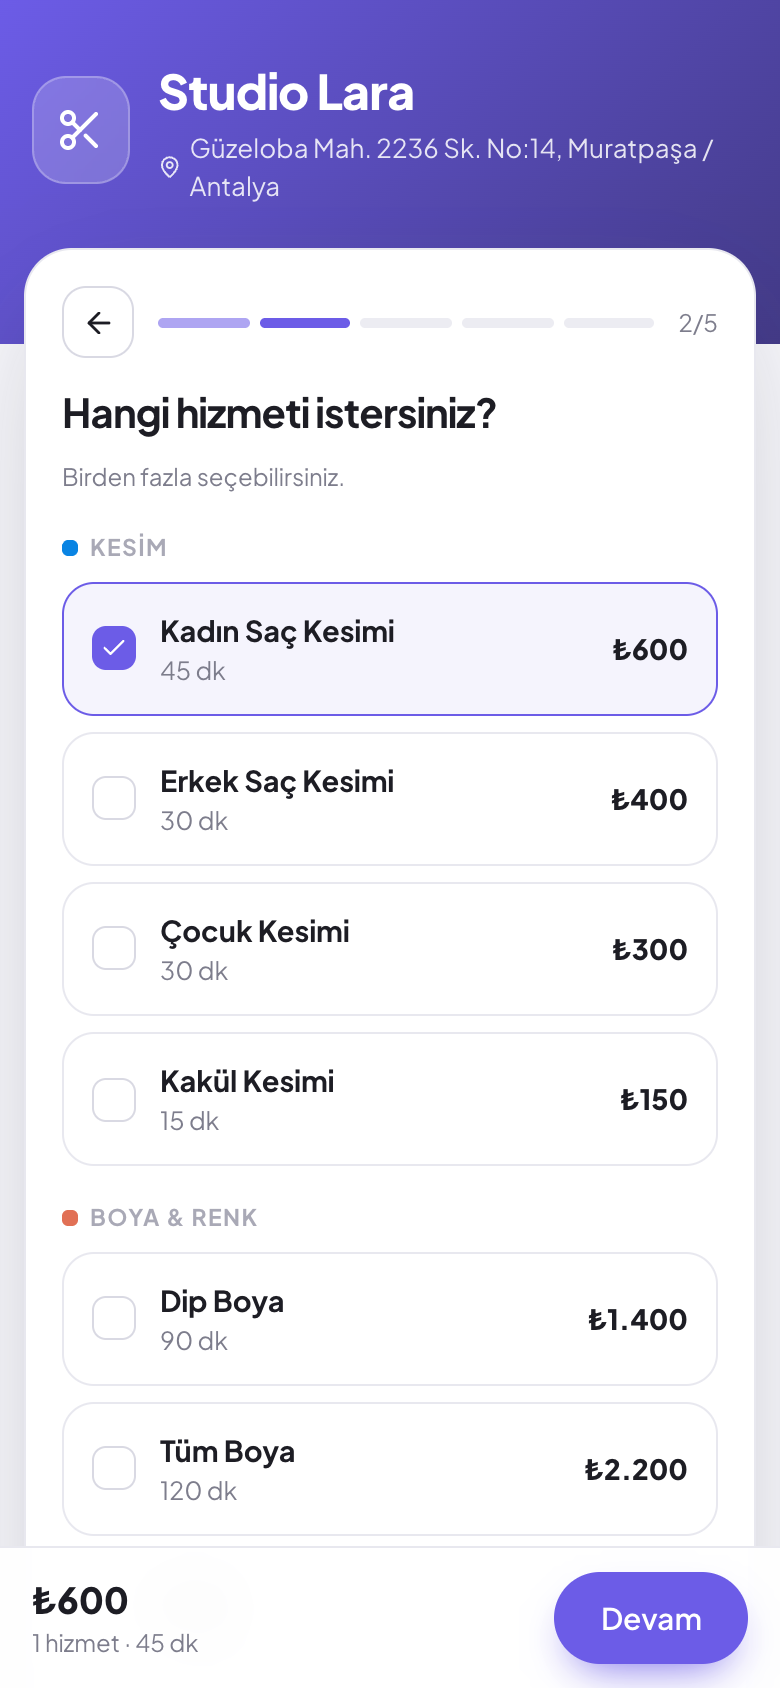 Studio Lara
Güzeloba Mah. 2236 Sk. No:14, Muratpaşa /
Antalya
2/5
Hangi hizmeti istersiniz?
Birden fazla seçebilirsiniz.
KESİM
Kadın Saç Kesimi
45 dk
₺600
Erkek Saç Kesimi
30 dk
₺400
Çocuk Kesimi
30 dk
₺300
Kakül Kesimi
15 dk
₺150
BOYA & RENK
Dip Boya
90 dk
₺1.400
Tüm Boya
120 dk
₺2.200
₺600
1 hizmet · 45 dk
Devam